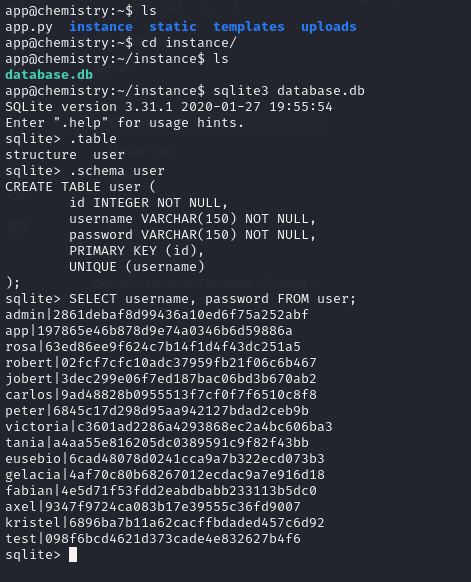 app@chemistry:~$ ls
app.py  instance  static  templates  uploads
app@chemistry:~$ cd instance/
app@chemistry:~/instance$ ls
database.db
app@chemistry:~/instance$ sqlite3 database.db
SQLite version 3.31.1 2020-01-27 19:55:54
Enter ".help" for usage hints.
sqlite> .table
structure  user
sqlite> .schema user
CREATE TABLE user (
        id INTEGER NOT NULL,
        username VARCHAR(150) NOT NULL,
        password VARCHAR(150) NOT NULL,
        PRIMARY KEY (id),
        UNIQUE (username)
);
sqlite> SELECT username, password FROM user;
admin|2861debaf8d99436a10ed6f75a252abf
app|197865e46b878d9e74a0346b6d59886a
rosa|63ed86ee9f624c7b14f1d4f43dc251a5
robert|02fcf7cfc10adc37959fb21f06c6b467
jobert|3dec299e06f7ed187bac06bd3b670ab2
carlos|9ad48828b0955513f7cf0f7f6510c8f8
peter|6845c17d298d95aa942127bdad2ceb9b
victoria|c3601ad2286a4293868ec2a4bc606ba3
tania|a4aa55e816205dc0389591c9f82f43bb
eusebio|6cad48078d0241cca9a7b322ecd073b3
gelacia|4af70c80b68267012ecdac9a7e916d18
fabian|4e5d71f53fdd2eabdbabb233113b5dc0
axel|9347f9724ca083b17e39555c36fd9007
kristel|6896ba7b11a62cacffbdaded457c6d92
test|098f6bcd4621d373cade4e832627b4f6
sqlite>